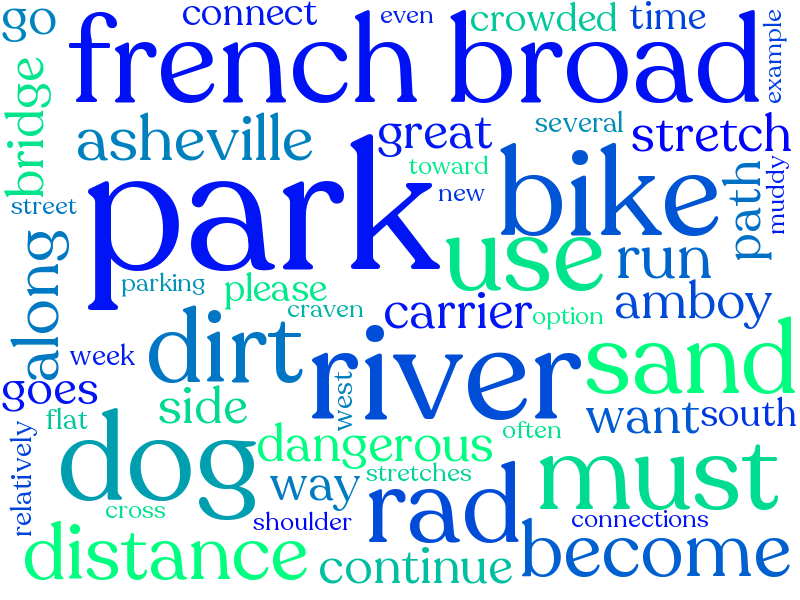 go
connect
even
crowded
time
example
french broad
bridge
asheville
great
several
stretch
toward
new
street
park
bike
path
muddy
use
run
along
parking
please
craven
carrier
option
amboy
dirt
river
sand
week
goes
side
west
want
south
flat
relatively
dog
dangerous
often
must
way
stretches
rad
cross
shoulder
connections
distance
continue
become